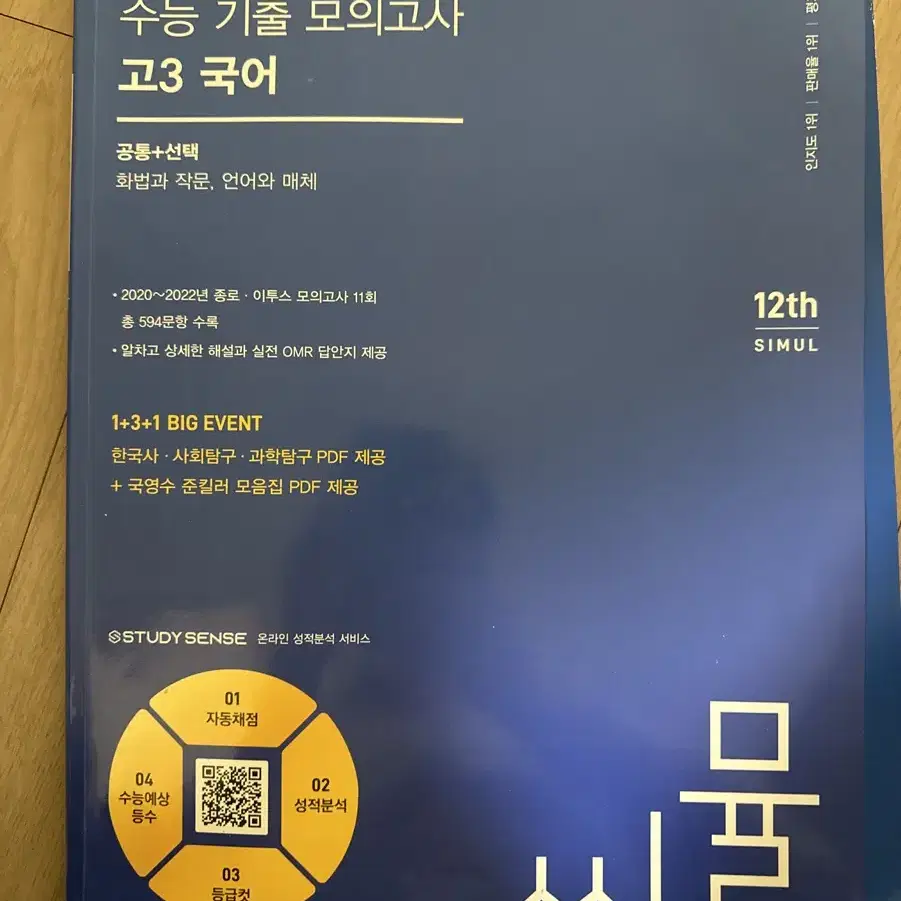 수능 기출 모의고사
고3 국어
공통+선택
화법과 작문, 언어와 매체
• 2020~2022년 종로 · 이투스 모의고사 11회
총 594문항 수록
• 알차고 상세한 해설과 실전 OMR 답안지 제공
1+3+1 BIG EVENT
한국사 · 사회탐구 · 과학탐구 PDF 제공
+ 국영수 준킬러 모음집 PDF 제공
인지도 1위 | 판매율 1위 |
12th
SIMUL
STUDY SENSE 온라인 성적분석 서비스
01
자동채점
02
성적분석
03
등급컷
04
수능예상
등수
씨뮬